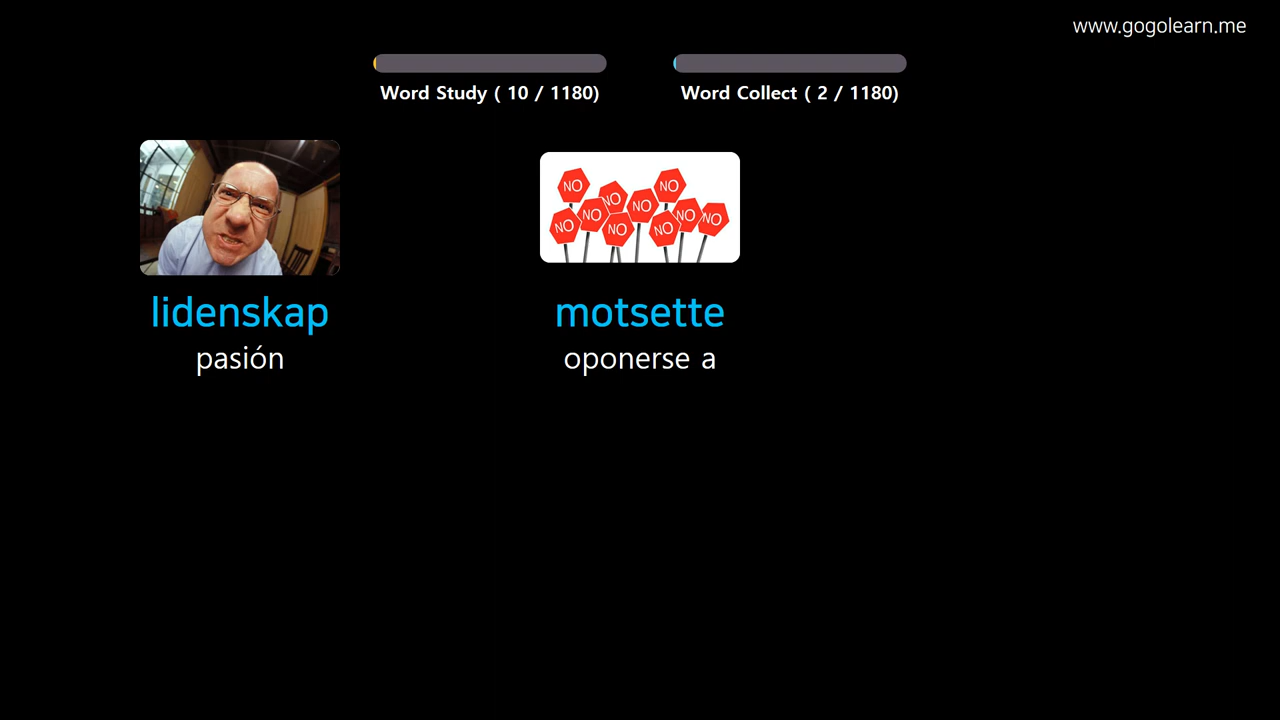 www.gogolearn.me
Word Study ( 10 / 1180)
Word Collect ( 2 / 1180)
NO
NO
NO
NO
NO
NO
NO
NO
NO
NO
lidenskap
motsette
pasión
oponerse a